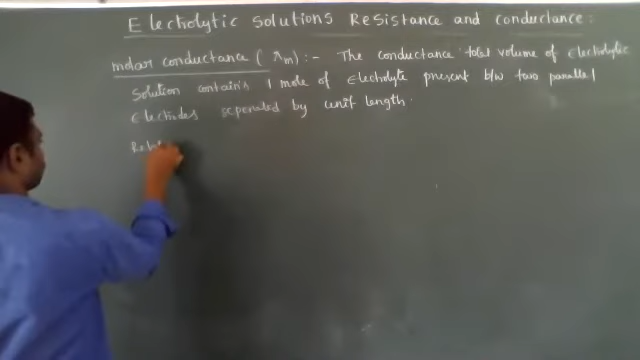 Electrolytic Solutions Resistance and conductance:
molar conductance (Λm) :- The conductance total volume of Electrolytic
Solution contains 1 mole of Electrolyte present b/w two parallel
Electrodes seperated by unit length.
Rel